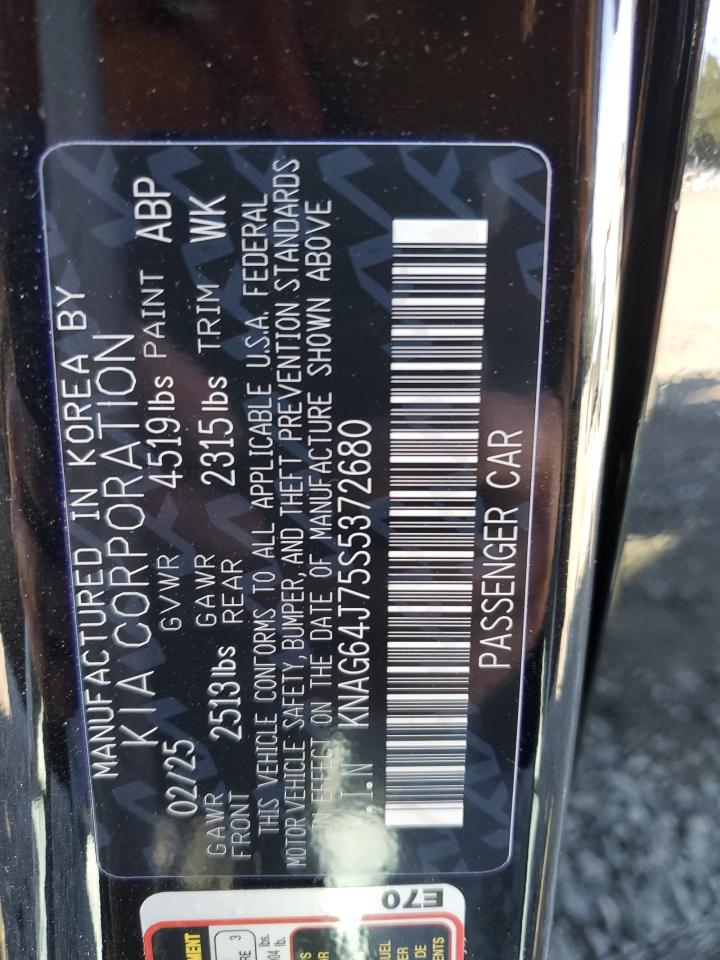 MANUFACTURED IN KOREA BY
KIA CORPORATION
02/25 GVWR 4519lbs PAINT ABP
GAWR FRONT 2513lbs GAWR REAR 2315lbs TRIM WK
THIS VEHICLE CONFORMS TO ALL APPLICABLE U.S.A. FEDERAL
MOTOR VEHICLE SAFETY, BUMPER, AND THEFT PREVENTION STANDARDS
IN EFFECT ON THE DATE OF MANUFACTURE SHOWN ABOVE
V.I.N KNAG64J75S5372680
PASSENGER CAR
E70